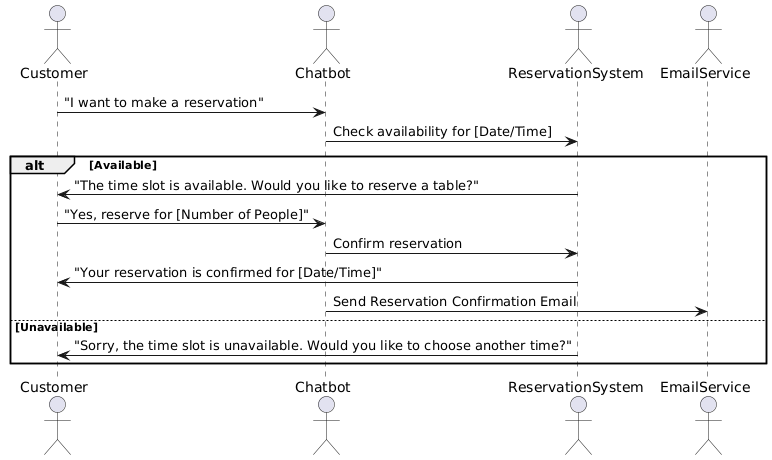 Customer
Chatbot
ReservationSystem
EmailService
"I want to make a reservation"
Check availability for [Date/Time]
alt
[Available]
"The time slot is available. Would you like to reserve a table?"
"Yes, reserve for [Number of People]"
Confirm reservation
"Your reservation is confirmed for [Date/Time]"
Send Reservation Confirmation Email
[Unavailable]
"Sorry, the time slot is unavailable. Would you like to choose another time?"
Customer
Chatbot
ReservationSystem
EmailService